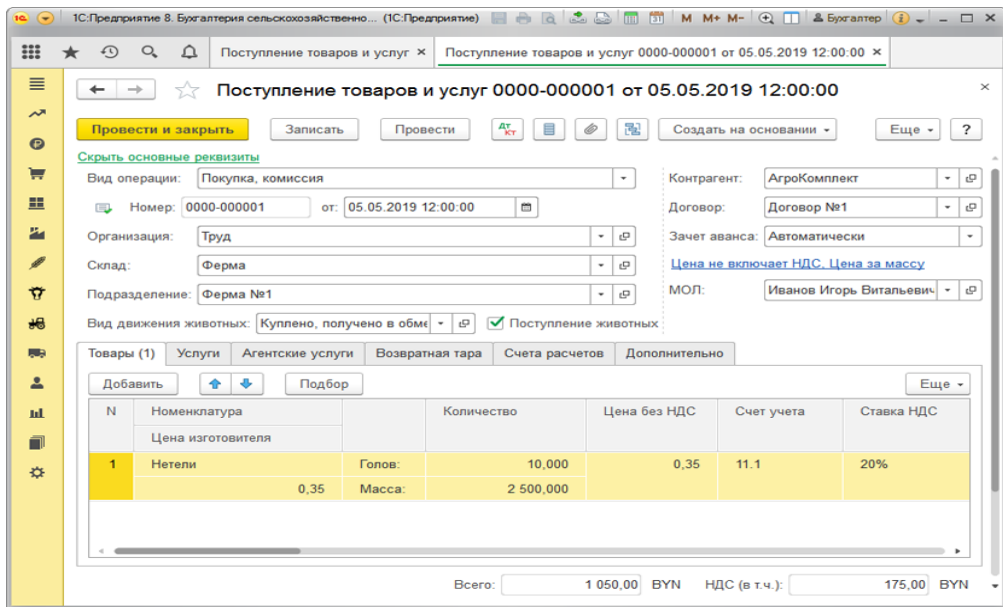 1С:Предприятие 8. Бухгалтерия сельскохозяйственно... (1С:Предприятие) M M+ M- Бухгалтер
Поступление товаров и услуг × Поступление товаров и услуг 0000-000001 от 05.05.2019 12:00:00 ×
Поступление товаров и услуг 0000-000001 от 05.05.2019 12:00:00
Провести и закрыть Записать Провести Дт Кт Создать на основании Еще ?
Скрыть основные реквизиты
Вид операции: Покупка, комиссия Контрагент: АгроКомплект
Номер: 0000-000001 от: 05.05.2019 12:00:00 Договор: Договор №1
Организация: Труд Зачет аванса: Автоматически
Склад: Ферма Цена не включает НДС, Цена за массу
Подразделение: Ферма №1 МОЛ: Иванов Игорь Витальевич
Вид движения животных: Куплено, получено в обме Поступление животных
Товары (1) Услуги Агентские услуги Возвратная тара Счета расчетов Дополнительно
Добавить Подбор Еще
N Номенклатура Количество Цена без НДС Счет учета Ставка НДС
Цена изготовителя
1 Нетели Голов: 10,000 0,35 11.1 20%
0,35 Масса: 2 500,000
Всего: 1 050,00 BYN НДС (в т.ч.): 175,00 BYN